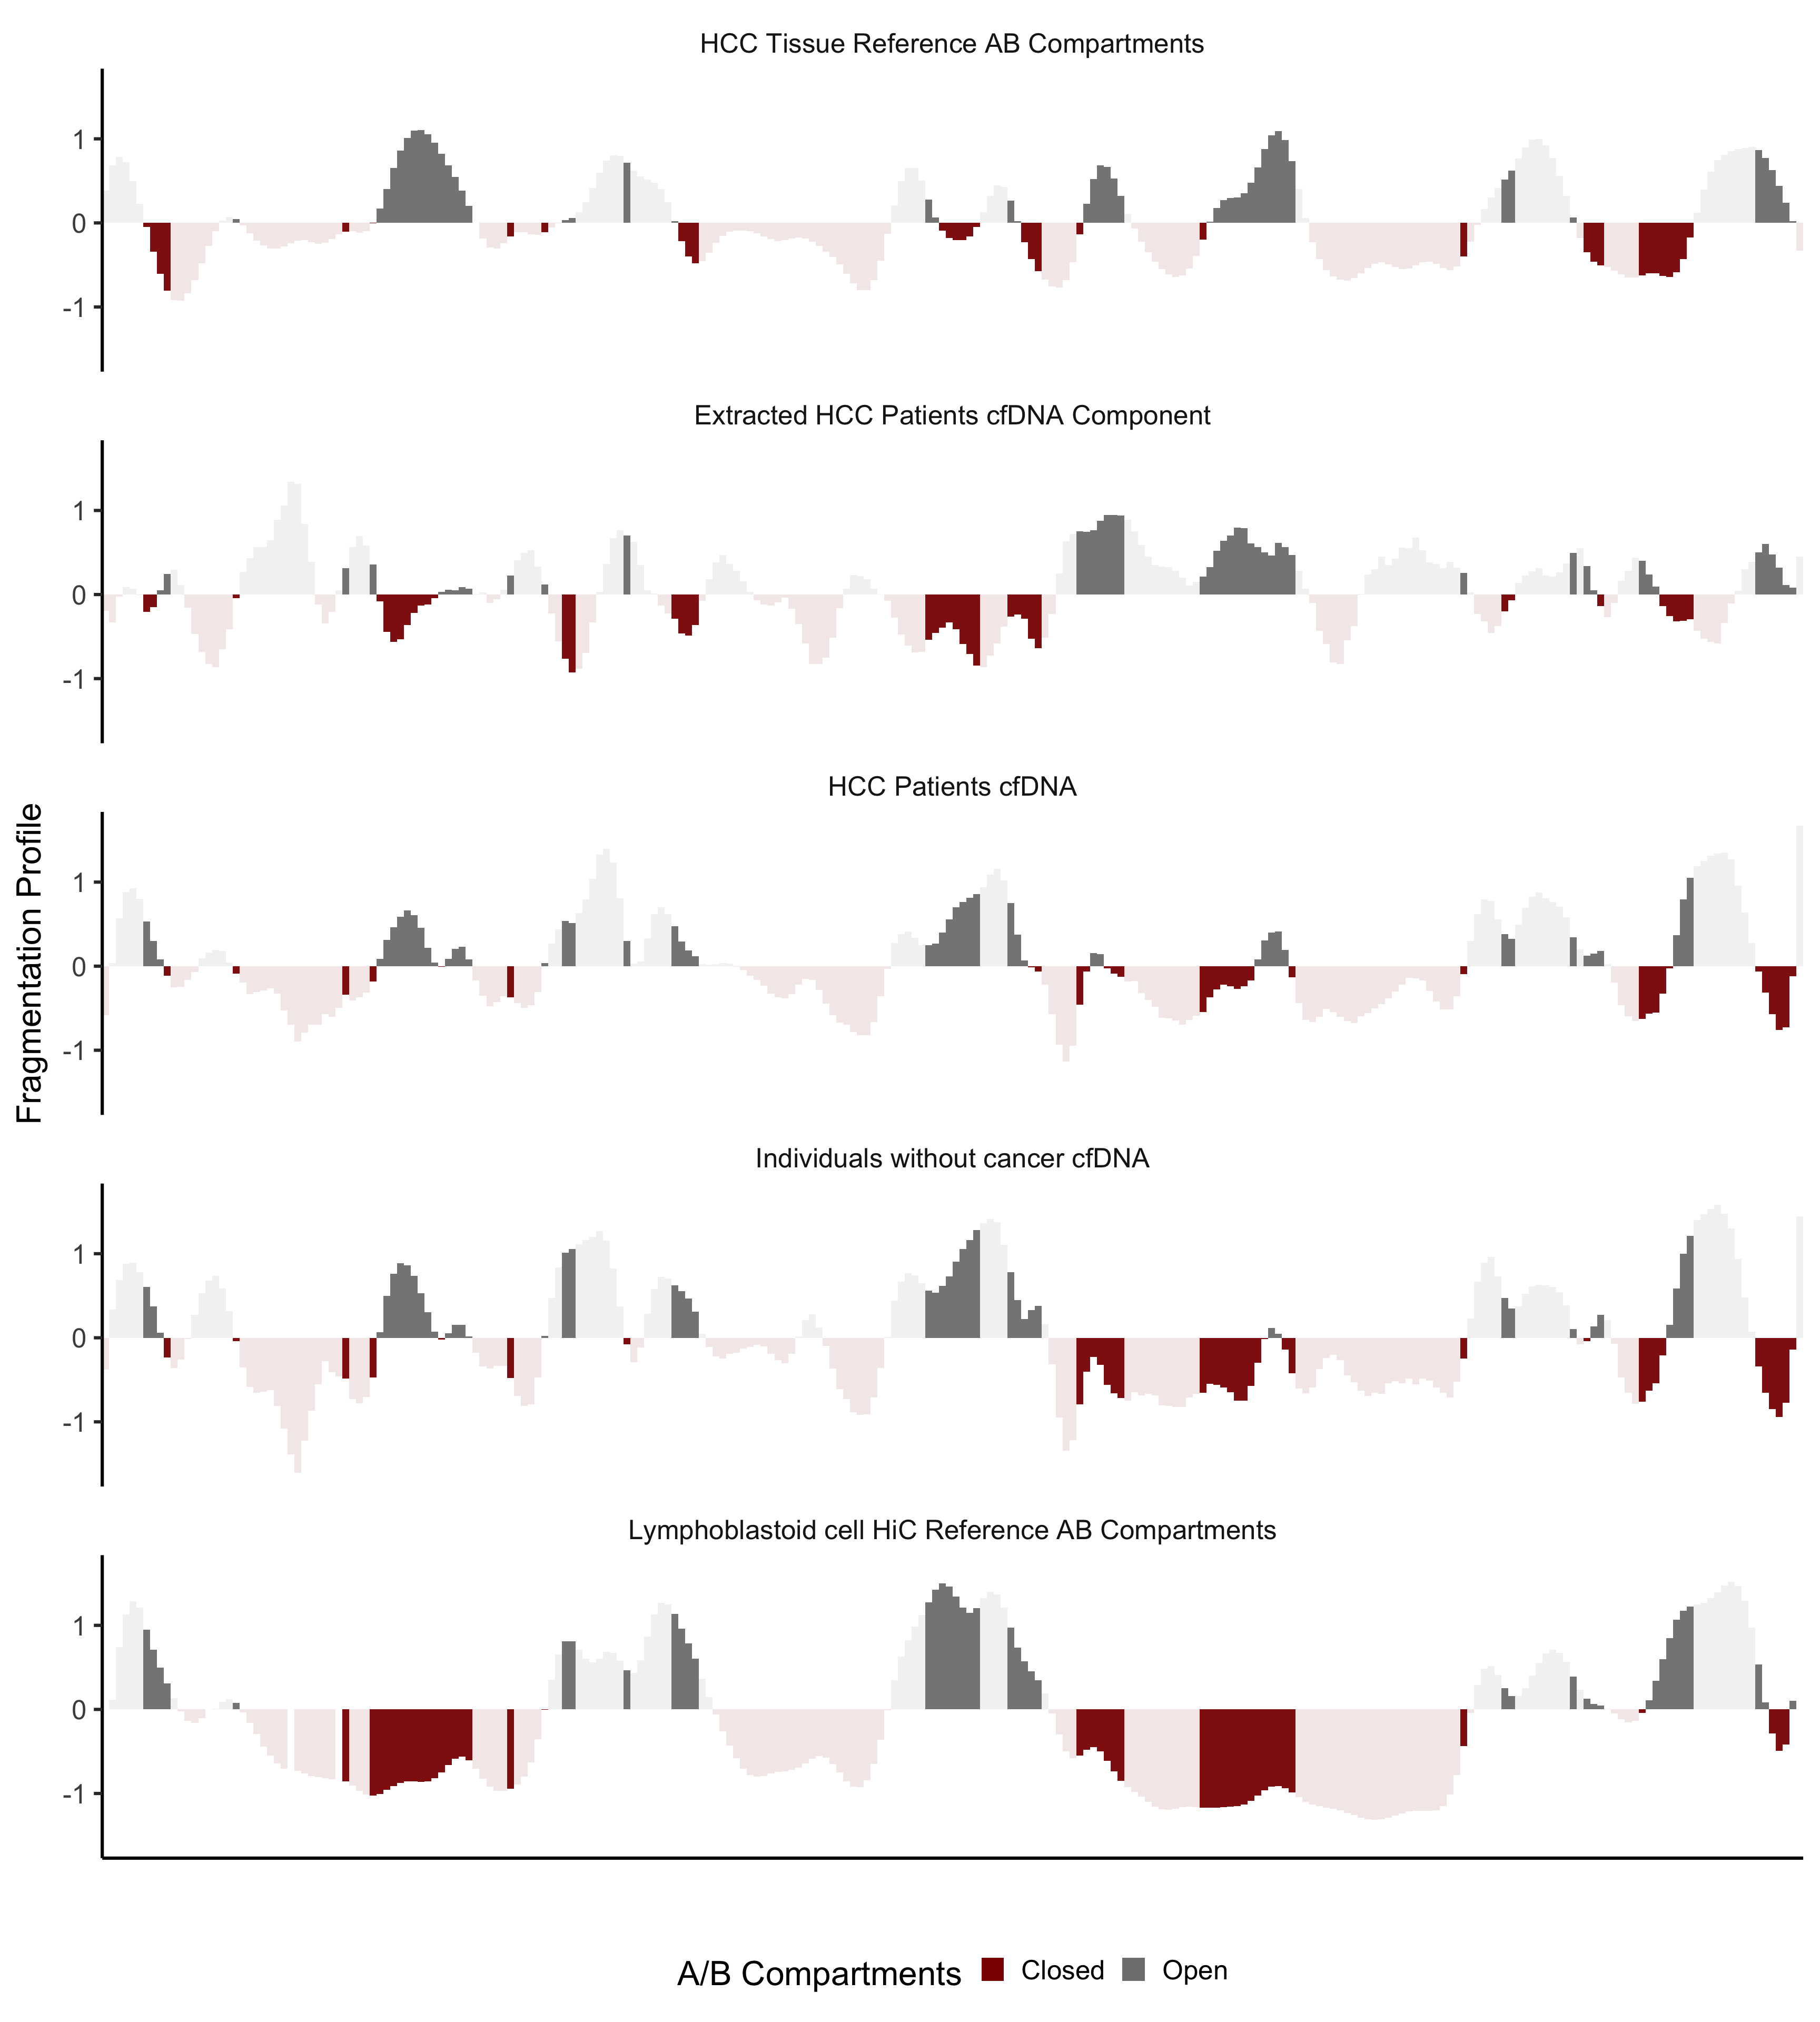 HCC Tissue Reference AB Compartments
1
0
-1
Extracted HCC Patients cfDNA Component
1
0
-1
HCC Patients cfDNA
1
0
-1
Fragmentation Profile
Individuals without cancer cfDNA
1
0
-1
Lymphoblastoid cell HiC Reference AB Compartments
1
0
-1
A/B Compartments Closed Open